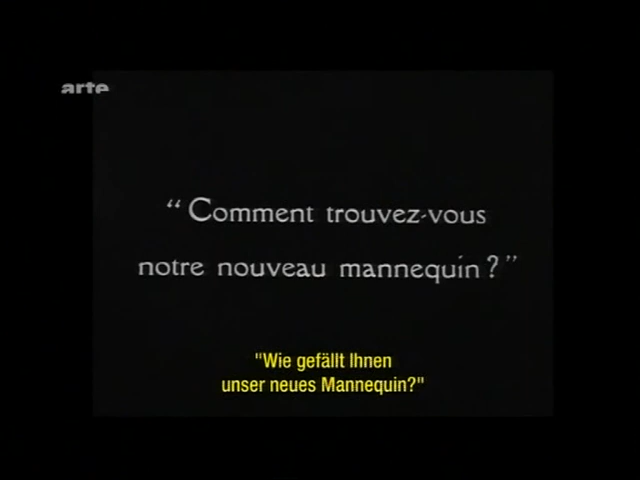 arte
“Comment trouvez-vous
notre nouveau mannequin?”
"Wie gefällt Ihnen
unser neues Mannequin?"